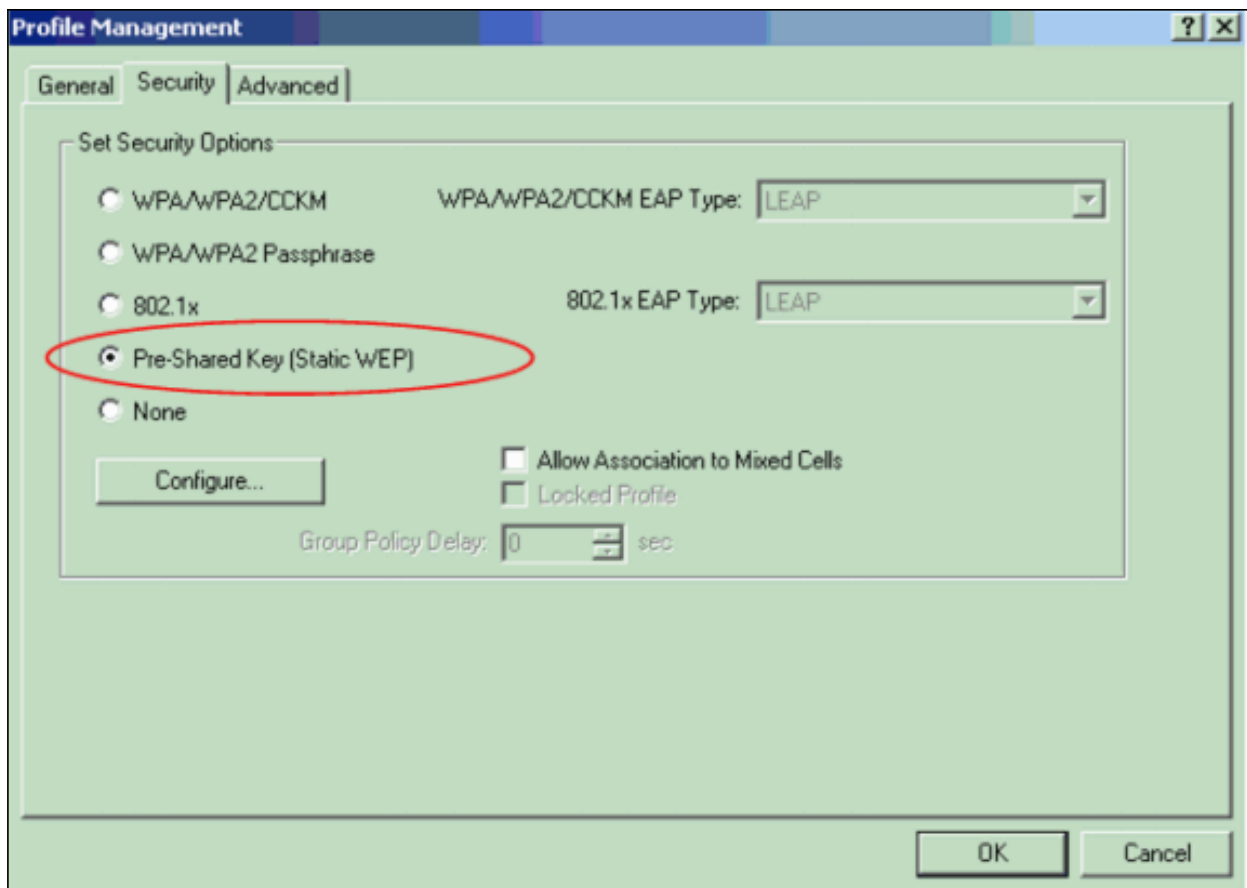 Profile Management
General Security Advanced
Set Security Options
WPA/WPA2/CCKM WPA/WPA2/CCKM EAP Type: LEAP
WPA/WPA2 Passphrase
802.1x 802.1x EAP Type: LEAP
Pre-Shared Key (Static WEP)
None
Configure... Allow Association to Mixed Cells
Locked Profile
Group Policy Delay: 0 sec
OK Cancel